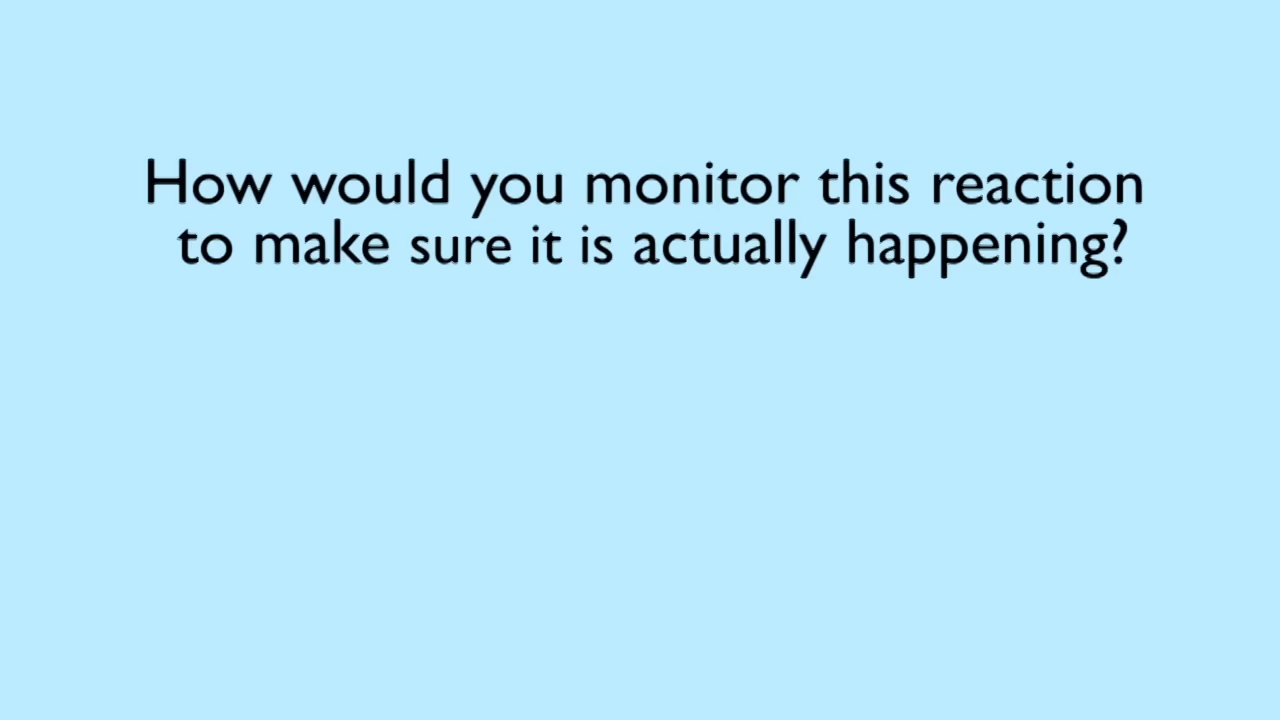 How would you monitor this reaction
to make sure it is actually happening?